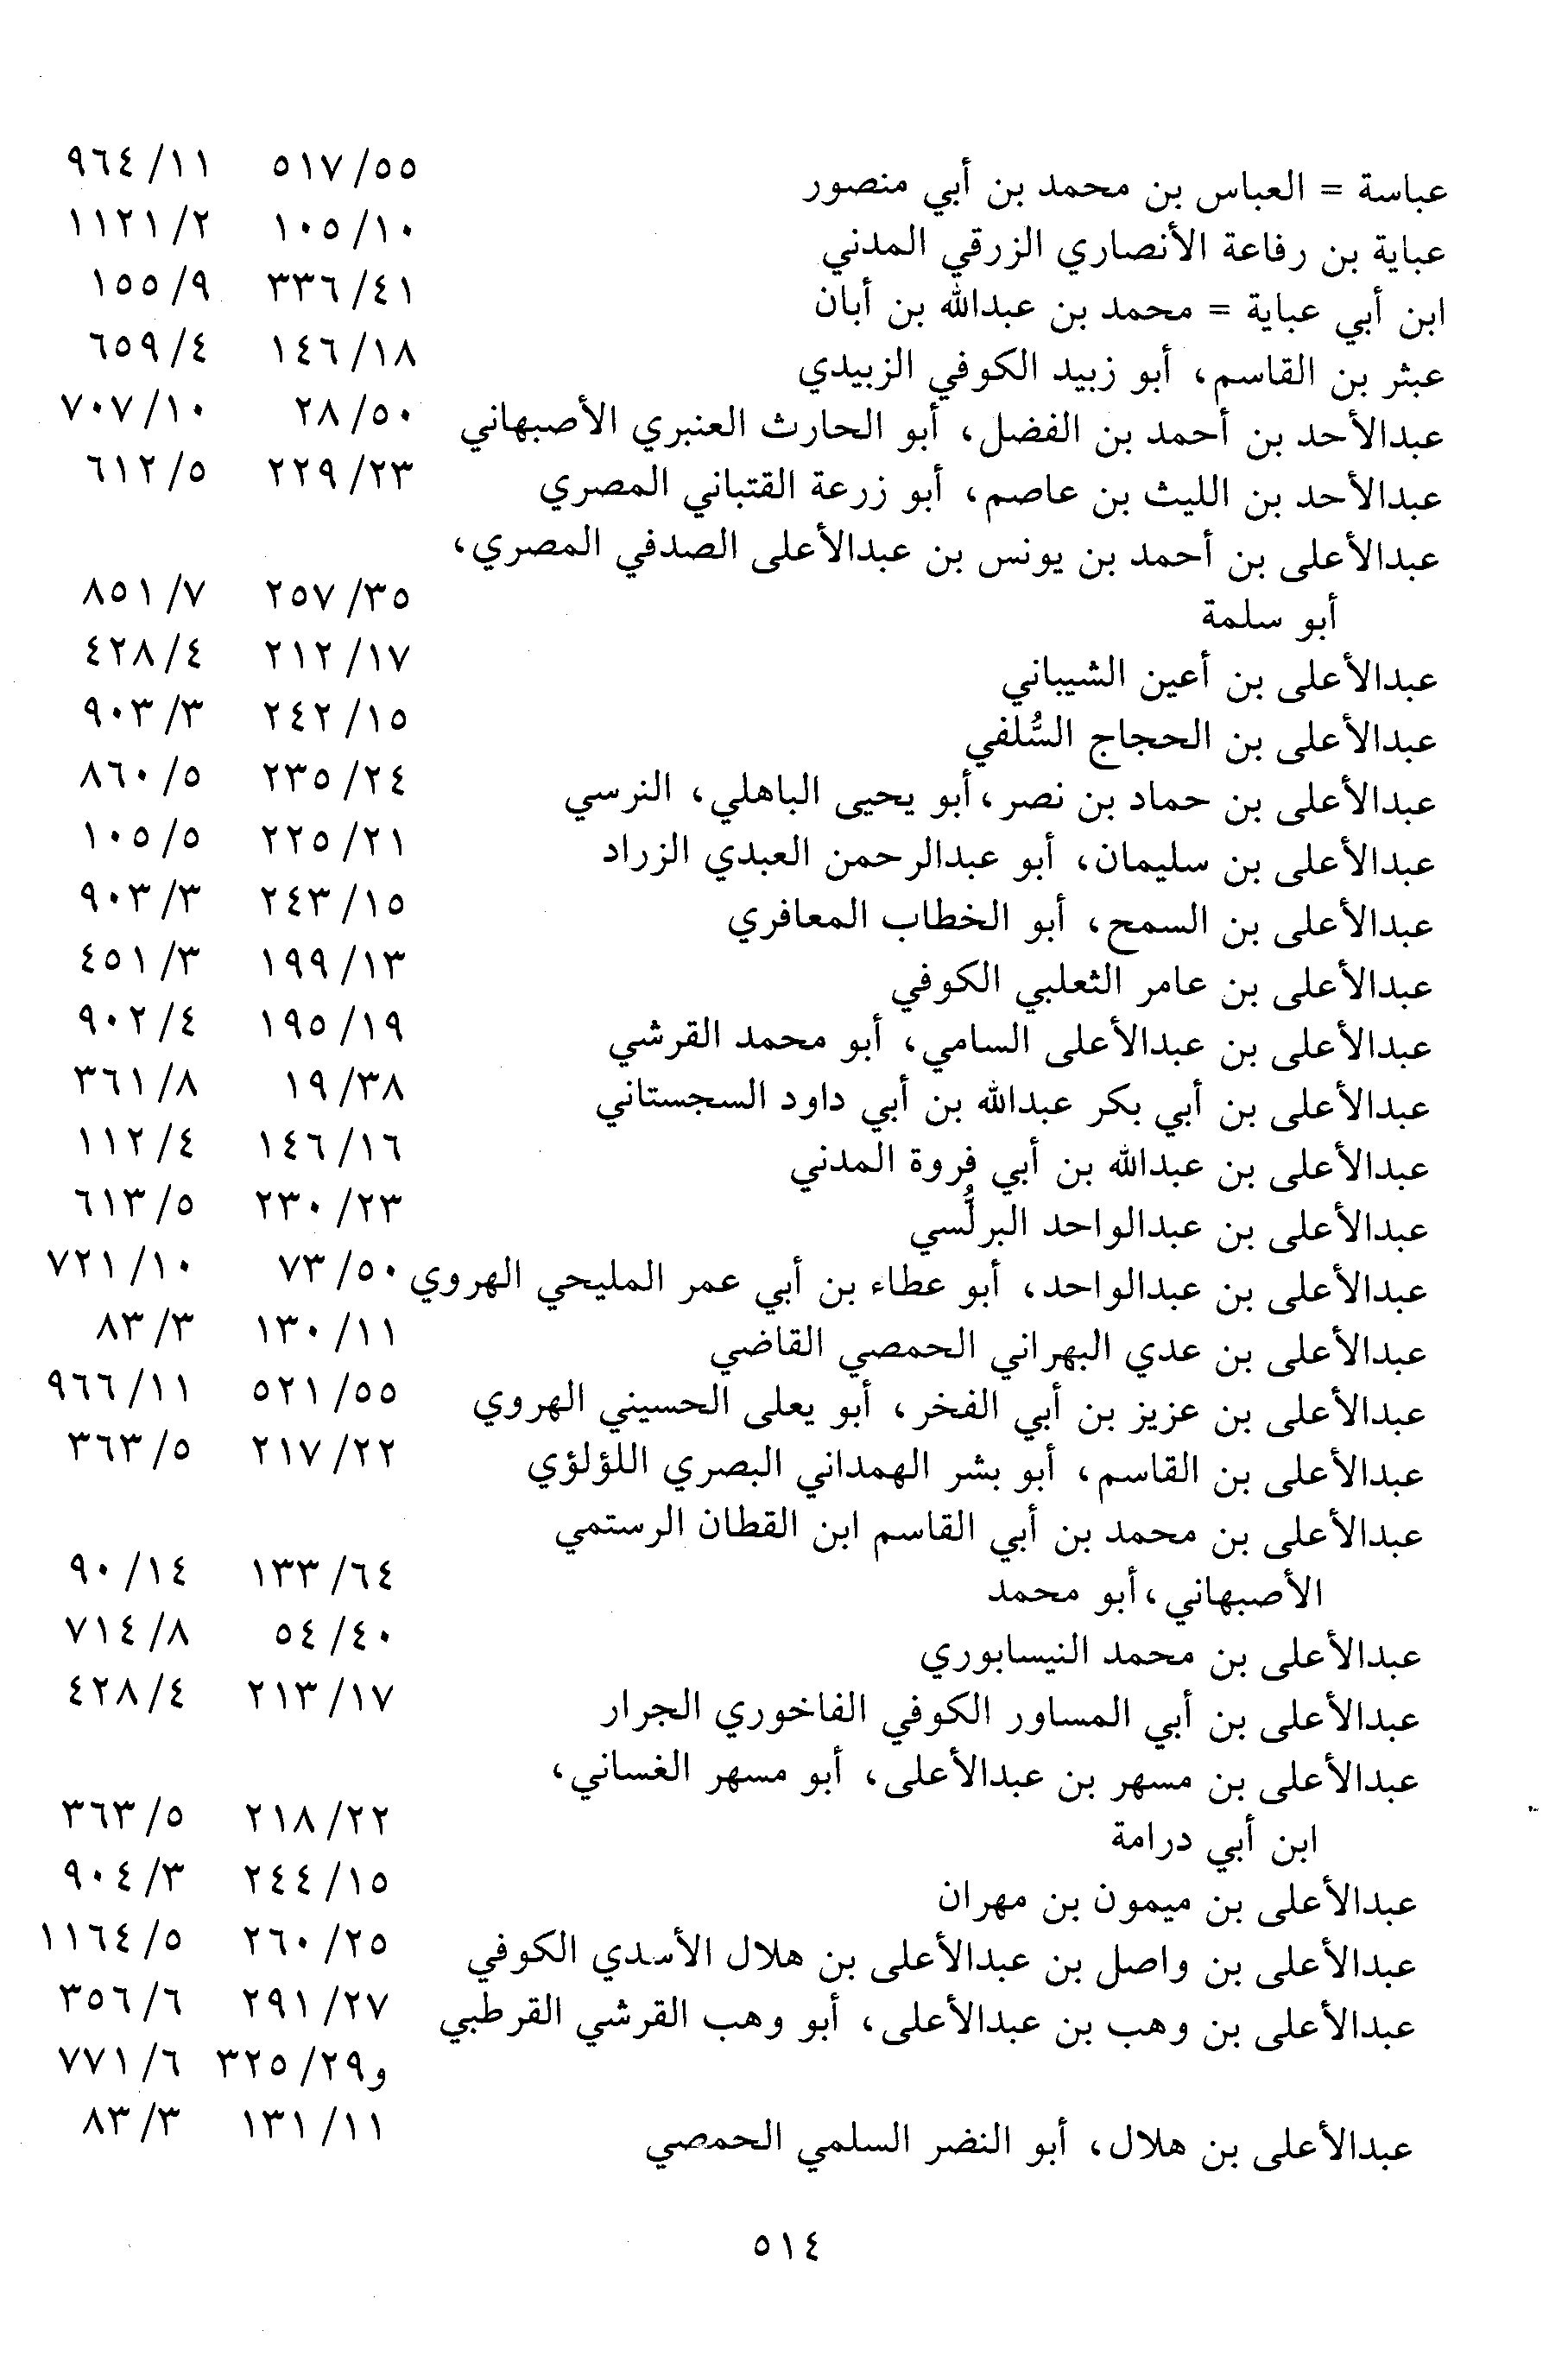 عباسة = العباس بن محمد بن أبي منصور ٥١٧/٥٥ ٩٦٤/١١
عباية بن رفاعة الأنصاري الزرقي المدني ١٠٥/١٠ ١١٢١/٢
ابن أبي عباية = محمد بن عبدالله بن أبان ٣٣٦/٤١ ١٥٥/٩
عبثر بن القاسم، أبو زبيد الكوفي الزبيدي ١٤٦/١٨ ٦٥٩/٤
عبدالأحد بن أحمد بن الفضل، أبو الحارث العنبري الأصبهاني ٢٨/٥٠ ٧٠٧/١٠
عبدالأحد بن الليث بن عاصم، أبو زرعة القتباني المصري ٢٢٩/٢٣ ٦١٢/٥
عبدالأعلى بن أحمد بن يونس بن عبدالأعلى الصدفي المصري،
أبو سلمة ٢٥٧/٣٥ ٨٥١/٧
عبدالأعلى بن أعين الشيباني ٢١٢/١٧ ٤٢٨/٤
عبدالأعلى بن الحجاج السُّلفي ٢٤٢/١٥ ٩٠٣/٣
عبدالأعلى بن حماد بن نصر،أبو يحيى الباهلي، النرسي ٢٣٥/٢٤ ٨٦٠/٥
عبدالأعلى بن سليمان، أبو عبدالرحمن العبدي الزراد ٢٢٥/٢١ ١٠٥/٥
عبدالأعلى بن السمح، أبو الخطاب المعافري ٢٤٣/١٥ ٩٠٣/٣
عبدالأعلى بن عامر الثعلبي الكوفي ١٩٩/١٣ ٤٥١/٣
عبدالأعلى بن عبدالأعلى السامي، أبو محمد القرشي ١٩٥/١٩ ٩٠٢/٤
عبدالأعلى بن أبي بكر عبدالله بن أبي داود السجستاني ١٩/٣٨ ٣٦١/٨
عبدالأعلى بن عبدالله بن أبي فروة المدني ١٤٦/١٦ ١١٢/٤
عبدالأعلى بن عبدالواحد البرلُّسي ٢٣٠/٢٣ ٦١٣/٥
عبدالأعلى بن عبدالواحد، أبو عطاء بن أبي عمر المليحي الهروي ٧٣/٥٠ ٧٢١/١٠
عبدالأعلى بن عدي البهراني الحمصي القاضي ١٣٠/١١ ٨٣/٣
عبدالأعلى بن عزيز بن أبي الفخر، أبو يعلى الحسيني الهروي ٥٢١/٥٥ ٩٦٦/١١
عبدالأعلى بن القاسم، أبو بشر الهمداني البصري اللؤلؤي ٢١٧/٢٢ ٣٦٣/٥
عبدالأعلى بن محمد بن أبي القاسم ابن القطان الرستمي
الأصبهاني،أبو محمد ١٣٣/٦٤ ٩٠/١٤
عبدالأعلى بن محمد النيسابوري ٥٤/٤٠ ٧١٤/٨
عبدالأعلى بن أبي المساور الكوفي الفاخوري الجرار ٢١٣/١٧ ٤٢٨/٤
عبدالأعلى بن مسهر بن عبدالأعلى، أبو مسهر الغساني،
ابن أبي درامة ٢١٨/٢٢ ٣٦٣/٥
عبدالأعلى بن ميمون بن مهران ٢٤٤/١٥ ٩٠٤/٣
عبدالأعلى بن واصل بن عبدالأعلى بن هلال الأسدي الكوفي ٢٦٠/٢٥ ١١٦٤/٥
عبدالأعلى بن وهب بن عبدالأعلى، أبو وهب القرشي القرطبي ٢٩١/٢٧ ٣٥٦/٦
و٣٢٥/٢٩ ٧٧١/٦
عبدالأعلى بن هلال، أبو النضر السلمي الحمصي ١٣١/١١ ٨٣/٣
٥١٤